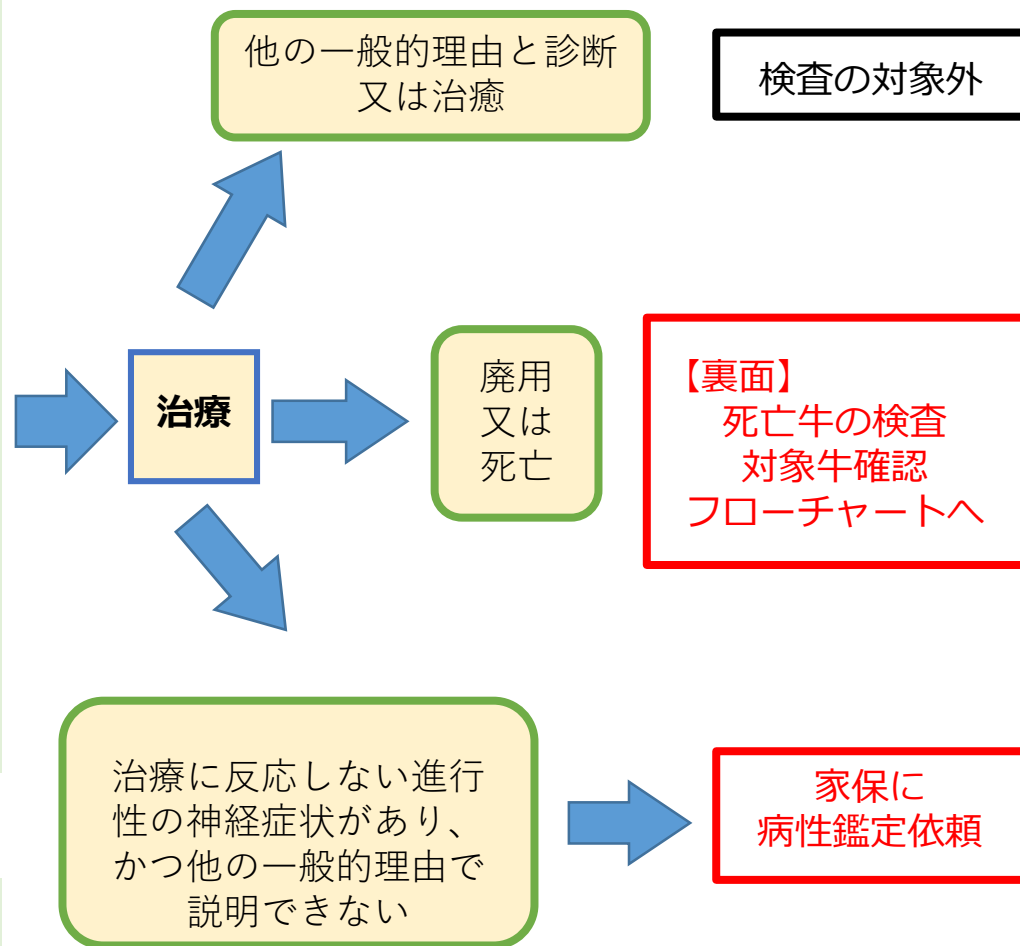 他の一般的理由と診断
又は治癒
検査の対象外
治療
廃用
又は
死亡
【裏面】
死亡牛の検査
対象牛確認
フローチャートへ
治療に反応しない進行
性の神経症状があり、
かつ他の一般的理由で
説明できない
家保に
病性鑑定依頼